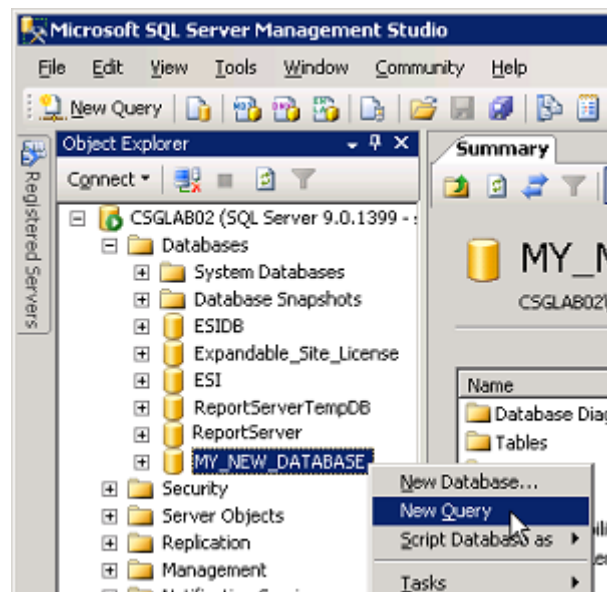 Microsoft SQL Server Management Studio
File Edit View Tools Window Community Help
New Query
Object Explorer
Summary
Connect
Registered Servers
CSGLAB02 (SQL Server 9.0.1399 -
Databases
System Databases
Database Snapshots
ESIDB
Expandable_Site_License
ESI
ReportServerTempDB
ReportServer
MY_NEW_DATABASE
Security
Server Objects
Replication
Management
MY_N
CSGLAB02\
Name
Database Diag
Tables
New Database...
New Query
Script Database as
Tasks